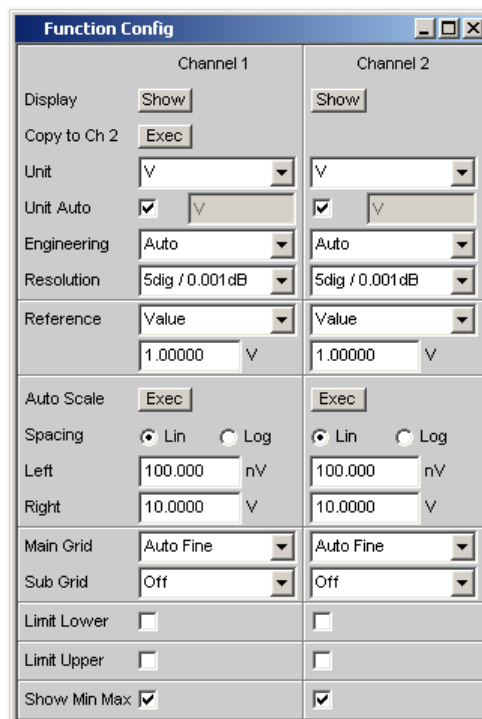 Function Config
Channel 1 Channel 2
Display Show Show
Copy to Ch 2 Exec
Unit V V
Unit Auto V V
Engineering Auto Auto
Resolution 5dig / 0.001dB 5dig / 0.001dB
Reference Value Value
1.00000 V 1.00000 V
Auto Scale Exec Exec
Spacing Lin Log Lin Log
Left 100.000 nV 100.000 nV
Right 10.0000 V 10.0000 V
Main Grid Auto Fine Auto Fine
Sub Grid Off Off
Limit Lower
Limit Upper
Show Min Max